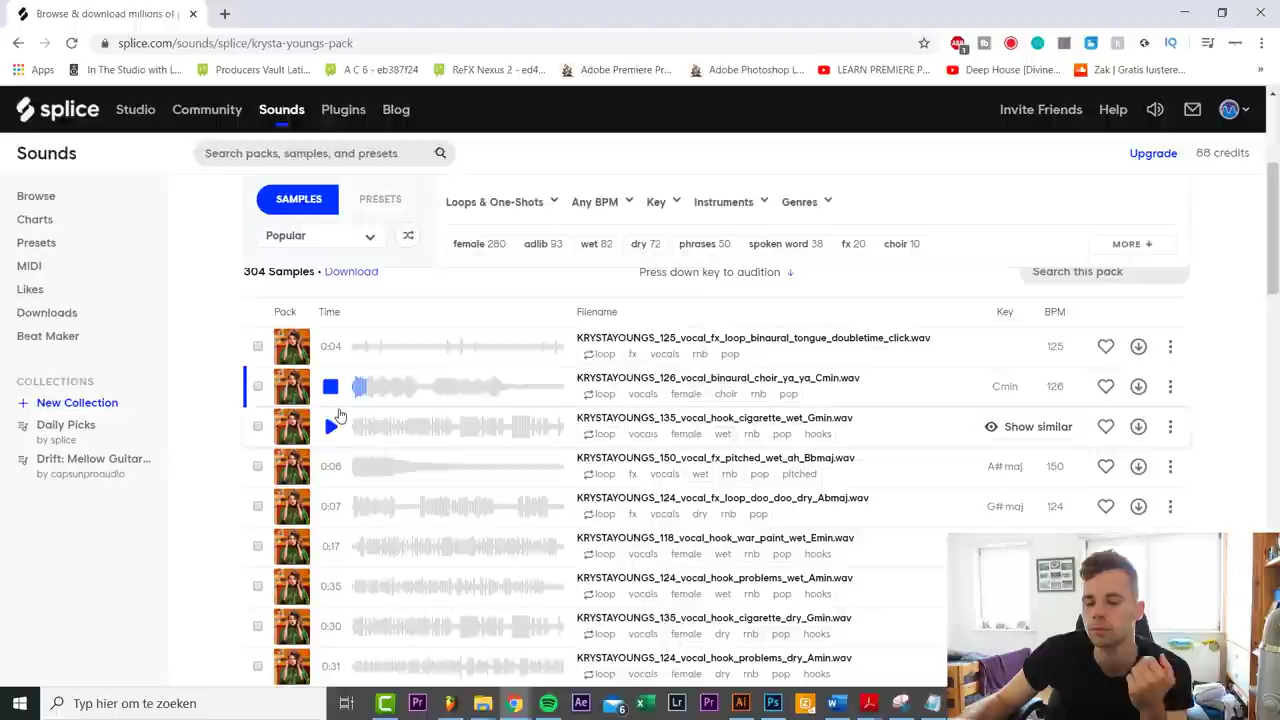 Browse & download millions of
splice.com/sounds/splice/krysta-youngs-pack
Apps
In The Studio with L...
Producers Vault Lati...
A C 6 - eb387f24
ReFX Nexus 2 - z-d4...
Adobe Premiere Pr...
Adobe Photoshop L...
LEARN PREMIERE P...
Deep House [Divine...
Zak | Gratis luistere...
splice Studio Community Sounds Plugins Blog
Invite Friends Help
Sounds
Search packs, samples, and presets
Upgrade 88 credits
Browse
Charts
Presets
MIDI
Likes
Downloads
Beat Maker
COLLECTIONS
+ New Collection
Daily Picks
by splice
Drift: Mellow Guitar...
by capsunproaudio
SAMPLES PRESETS
Popular
Loops & One-Shots Any BPM Key Instruments Genres
female 280 adlib 93 wet 82 dry 72 phrases 50 spoken word 38 fx 20 choir 10
MORE
304 Samples • Download
Press down key to audition
Search this pack
Pack Time Filename Key BPM
0:04 KRYSTAYOUNGS_125_vocal_fx_loop_binaural_tongue_doubletime_click.wav 125
loop fx vocals rnb pop
KRYSTAYOUNGS_126_vocal_binaural_choir_ya_ya_Cmin.wav Cmin 126
loop vocals female choir rnb pop
KRYSTAYOUNGS_135_vocal_hook_cigarette_wet_Gmin.wav Show similar
loop vocals female wet rnb pop hooks
0:06 KRYSTAYOUNGS_150_vocal_fx_pitched_wet_ah_Bbmaj.wav A#maj 150
loop fx vocals wet rnb pop pitched
0:07 KRYSTAYOUNGS_124_vocal_fx_loop_doo_doo_dry_Abmaj.wav G#maj 124
loop fx vocals dry rnb pop
0:17 KRYSTAYOUNGS_118_vocal_hook_war_paint_wet_Emin.wav
loop vocals female wet rnb pop hooks
0:35 KRYSTAYOUNGS_124_vocal_hook_problems_wet_Amin.wav
loop vocals female wet rnb pop hooks
0:30 KRYSTAYOUNGS_135_vocal_hook_cigarette_dry_Gmin.wav
loop vocals female dry rnb pop hooks
0:31 KRYSTAYOUNGS_124_vocal_hook_problems_dry_Amin.wav
loop vocals female dry rnb pop hooks
Typ hier om te zoeken